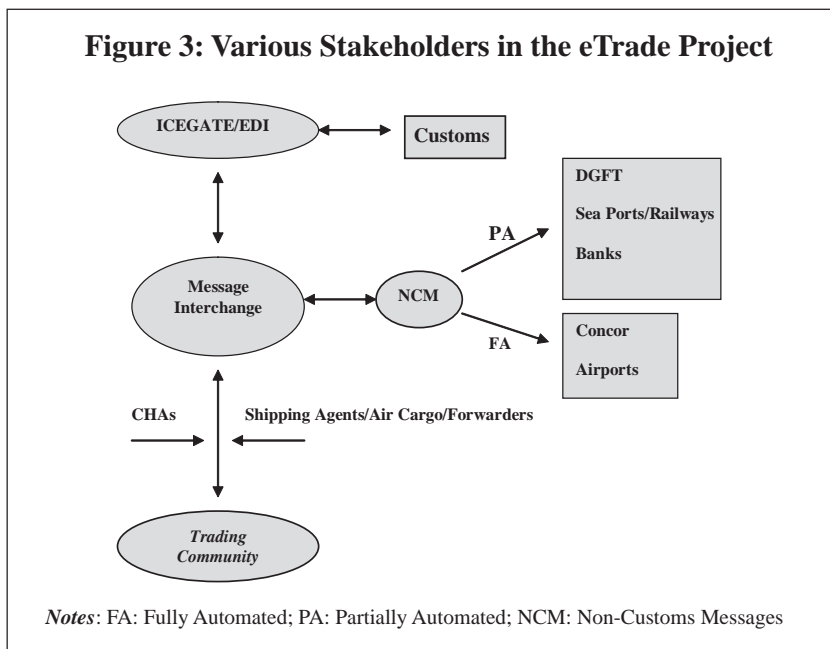 Figure 3: Various Stakeholders in the eTrade Project
ICEGATE/EDI
Customs
DGFT
Sea Ports/Railways
Banks
PA
Message
Interchange
NCM
FA
Concor
Airports
CHAs
Shipping Agents/Air Cargo/Forwarders
Trading
Community
Notes: FA: Fully Automated; PA: Partially Automated; NCM: Non-Customs Messages